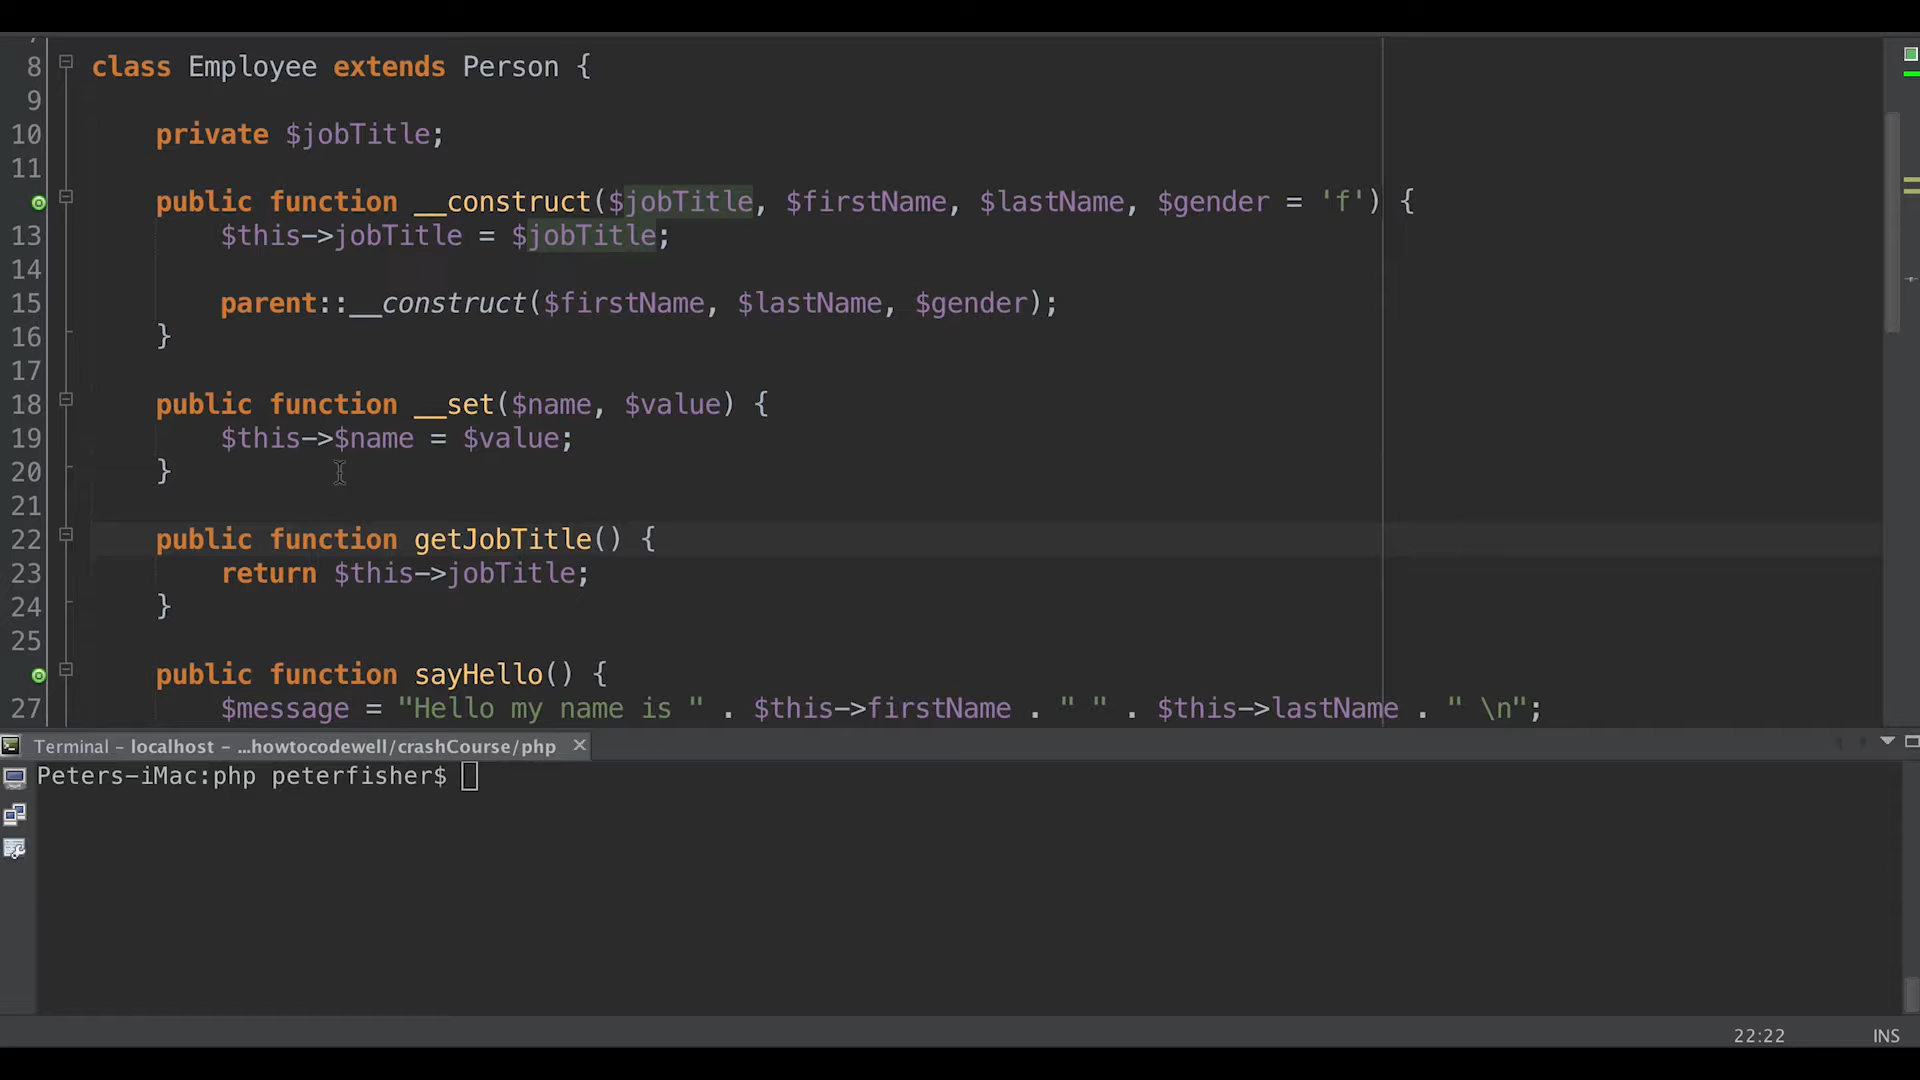 8 class Employee extends Person {
9
10 private $jobTitle;
11
public function __construct($jobTitle, $firstName, $lastName, $gender = 'f') {
13 $this->jobTitle = $jobTitle;
14
15 parent::__construct($firstName, $lastName, $gender);
16 }
17
18 public function __set($name, $value) {
19 $this->$name = $value;
20 }
21
22 public function getJobTitle() {
23 return $this->jobTitle;
24 }
25
public function sayHello() {
27 $message = "Hello my name is " . $this->firstName . " " . $this->lastName . " \n";
Terminal – localhost – ...howtocodewell/crashCourse/php
Peters-iMac:php peterfisher$
22:22 INS